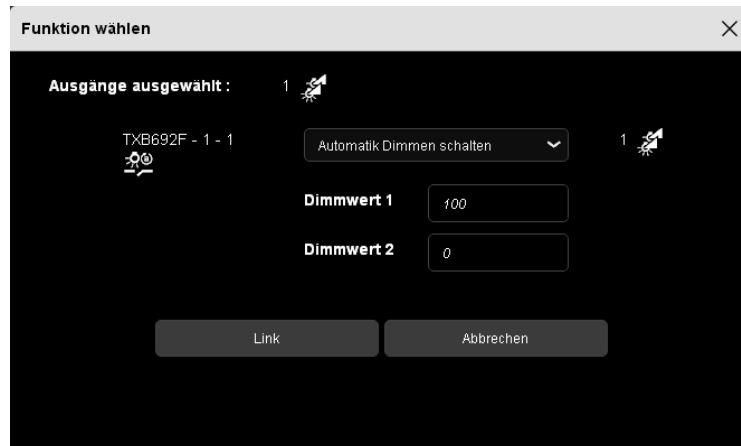 Funktion wählen
Ausgänge ausgewählt : 1
TXB692F - 1 - 1 Automatik Dimmen schalten 1
Dimmwert 1 100
Dimmwert 2 0
Link Abbrechen